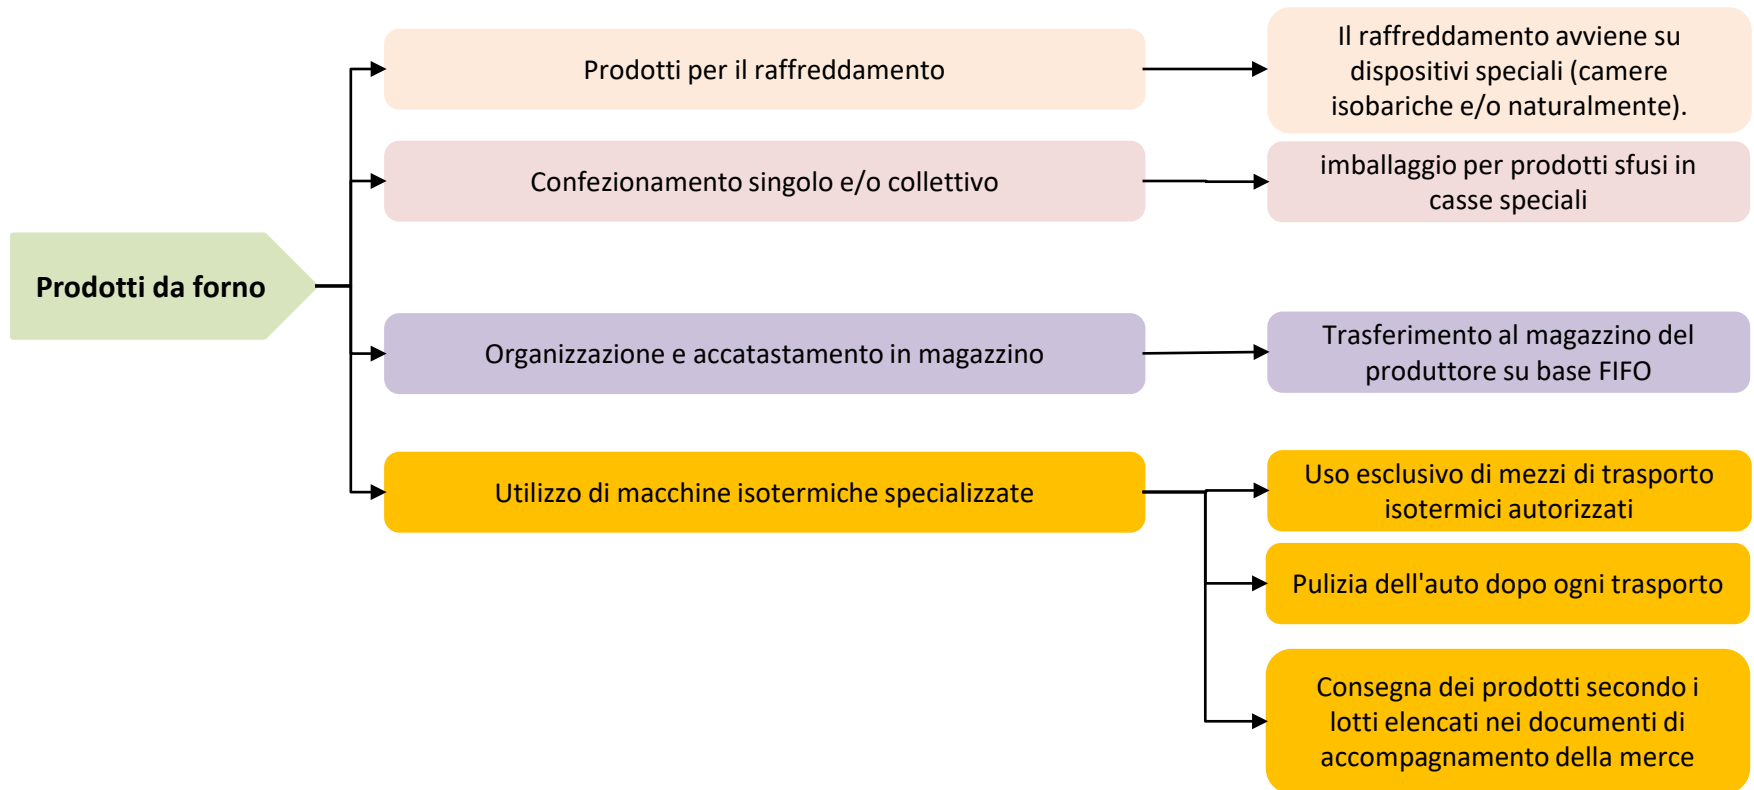 Prodotti da forno
Prodotti per il raffreddamento
Il raffreddamento avviene su
dispositivi speciali (camere
isobariche e/o naturalmente).
Confezionamento singolo e/o collettivo
imballaggio per prodotti sfusi in
casse speciali
Organizzazione e accatastamento in magazzino
Trasferimento al magazzino del
produttore su base FIFO
Utilizzo di macchine isotermiche specializzate
Uso esclusivo di mezzi di trasporto
isotermici autorizzati
Pulizia dell'auto dopo ogni trasporto
Consegna dei prodotti secondo i
lotti elencati nei documenti di
accompagnamento della merce